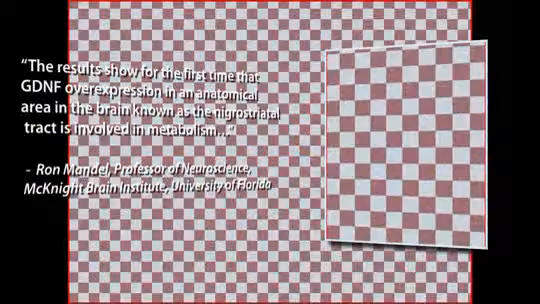 “The results show for the first time that
GDNF overexpression in an anatomical
area in the brain known as the nigrostriatal
tract is involved in metabolism...”
- Ron Mandel, Professor of Neuroscience,
McKnight Brain Institute, University of Florida